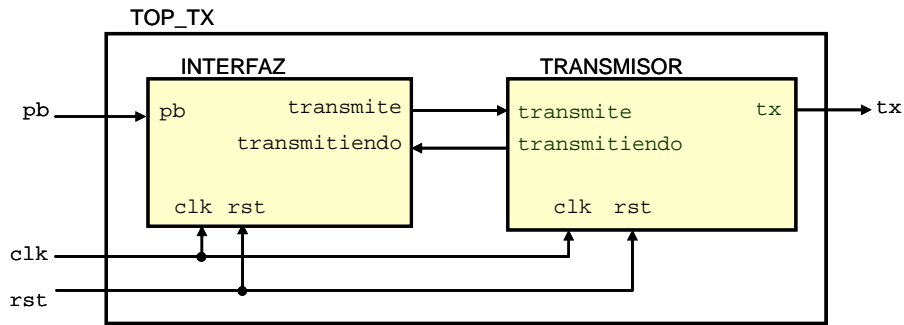 TOP_TX
INTERFAZ
TRANSMISOR
pb
pb
transmite
transmitiendo
clk rst
transmite
transmitiendo
tx
clk rst
tx
clk
rst